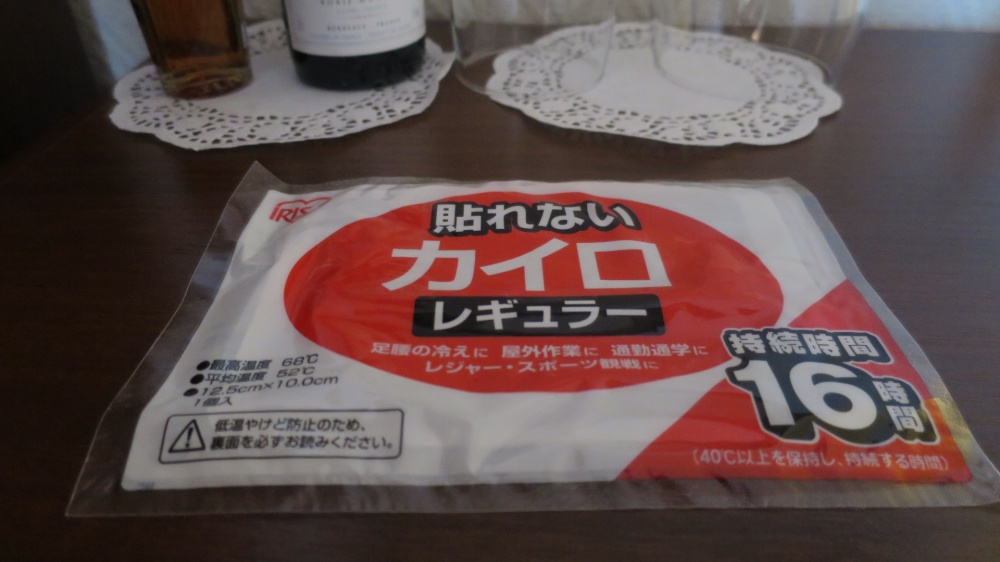 BORDEAUX - FRANCE
IRIS
貼れない
カイロ
レギュラー
足腰の冷えに 屋外作業に 通勤通学に
レジャー・スポーツ観戦に
●最高温度 68℃
●平均温度 52℃
●12.5cm×10.0cm
1個入
低温やけど防止のため、
裏面を必ずお読みください。
持続時間
16時間
(40℃以上を保持し、持続する時間)